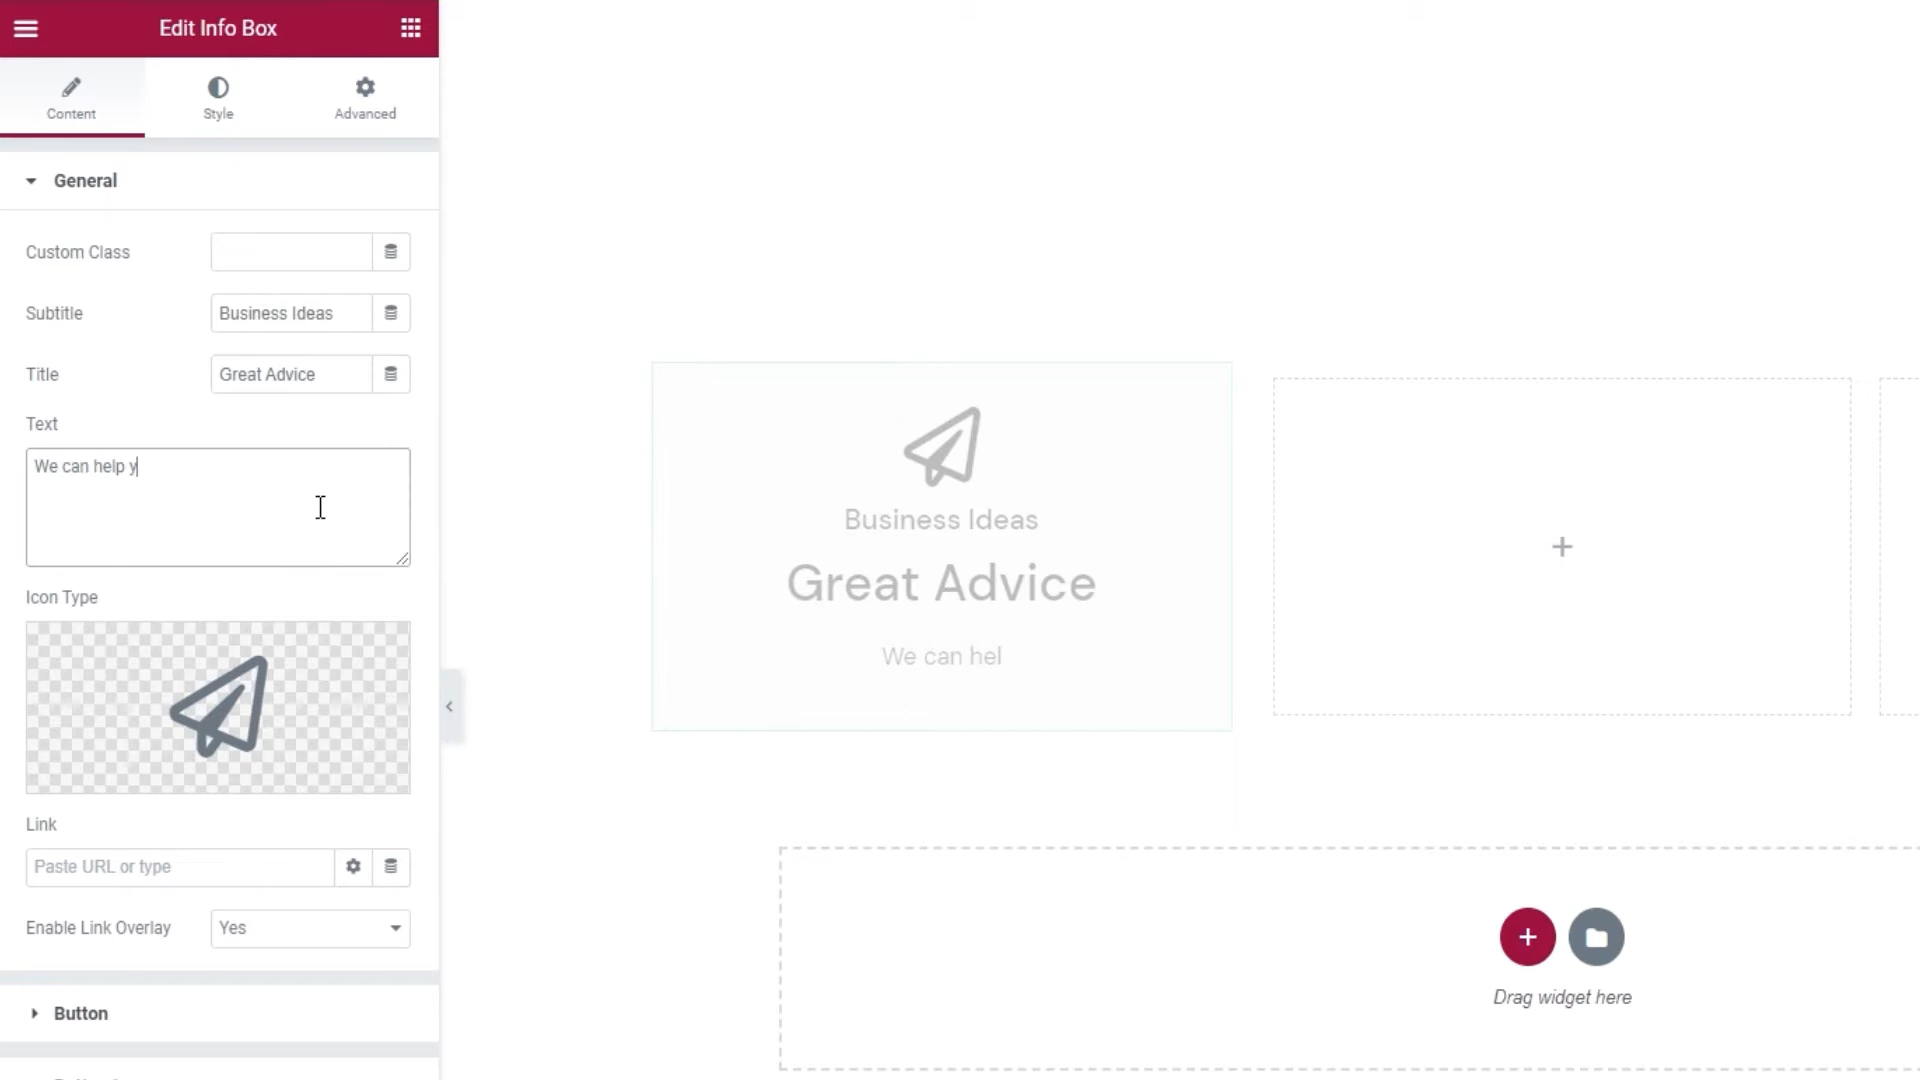 Edit Info Box
Content
Style
Advanced
General
Custom Class
Subtitle
Business Ideas
Title
Great Advice
Text
We can help y
Icon Type
Link
Paste URL or type
Enable Link Overlay
Yes
Button
Business Ideas
Great Advice
We can hel
Drag widget here